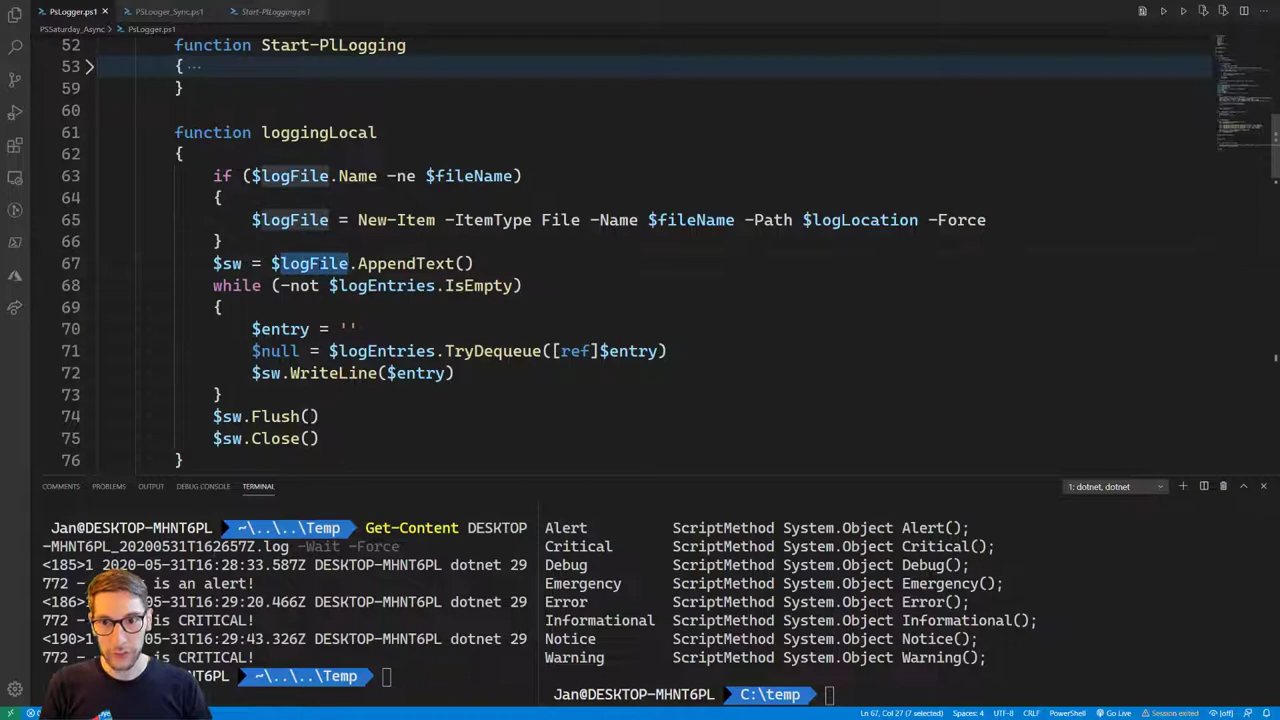 PsLogger.ps1
PSLooger_Sync.ps1
Start-PlLogging.ps1
PSSaturday_Async > PsLogger.ps1
52 function Start-PlLogging
53 { ...
59 }
60
61 function loggingLocal
62 {
63 if ($logFile.Name -ne $fileName)
64 {
65 $logFile = New-Item -ItemType File -Name $fileName -Path $logLocation -Force
66 }
67 $sw = $logFile.AppendText()
68 while (-not $logEntries.IsEmpty)
69 {
70 $entry = ''
71 $null = $logEntries.TryDequeue([ref]$entry)
72 $sw.WriteLine($entry)
73 }
74 $sw.Flush()
75 $sw.Close()
76 }
COMMENTS PROBLEMS OUTPUT DEBUG CONSOLE TERMINAL
1: dotnet, dotnet
Jan@DESKTOP-MHNT6PL ~\..\..\Temp Get-Content DESKTOP
-MHNT6PL_20200531T162657Z.log -Wait -Force
<185>1 2020-05-31T16:28:33.587Z DESKTOP-MHNT6PL dotnet 29
772 - is an alert!
<186> 05-31T16:29:20.466Z DESKTOP-MHNT6PL dotnet 29
772 - is CRITICAL!
<190>1 05-31T16:29:43.326Z DESKTOP-MHNT6PL dotnet 29
772 - is CRITICAL!
MHNT6PL ~\..\..\Temp
Alert ScriptMethod System.Object Alert();
Critical ScriptMethod System.Object Critical();
Debug ScriptMethod System.Object Debug();
Emergency ScriptMethod System.Object Emergency();
Error ScriptMethod System.Object Error();
Informational ScriptMethod System.Object Informational();
Notice ScriptMethod System.Object Notice();
Warning ScriptMethod System.Object Warning();
Jan@DESKTOP-MHNT6PL C:\temp
Ln 67, Col 27 (7 selected) Spaces: 4 UTF-8 CRLF PowerShell Go Live Session exited [off]